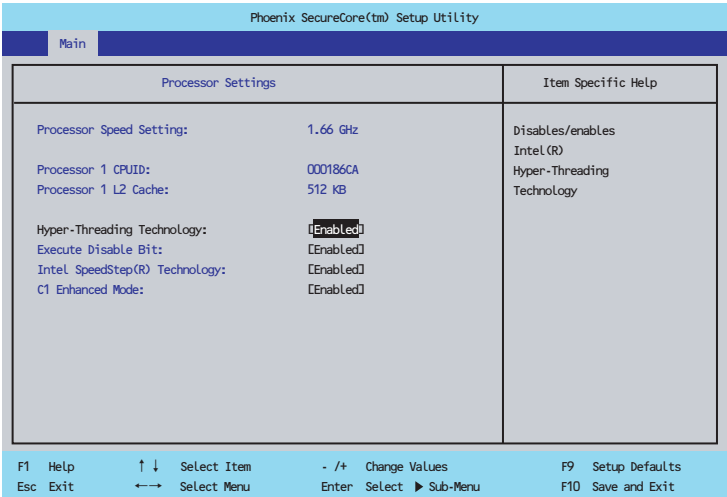 Phoenix SecureCore(tm) Setup Utility
Main
Processor Settings
Item Specific Help
Processor Speed Setting: 1.66 GHz
Processor 1 CPUID: 000186CA
Processor 1 L2 Cache: 512 KB
Hyper-Threading Technology: [Enabled]
Execute Disable Bit: [Enabled]
Intel SpeedStep(R) Technology: [Enabled]
C1 Enhanced Mode: [Enabled]
Disables/enables
Intel(R)
Hyper-Threading
Technology
F1 Help ↑↓ Select Item - /+ Change Values F9 Setup Defaults
Esc Exit ←→ Select Menu Enter Select ▶ Sub-Menu F10 Save and Exit